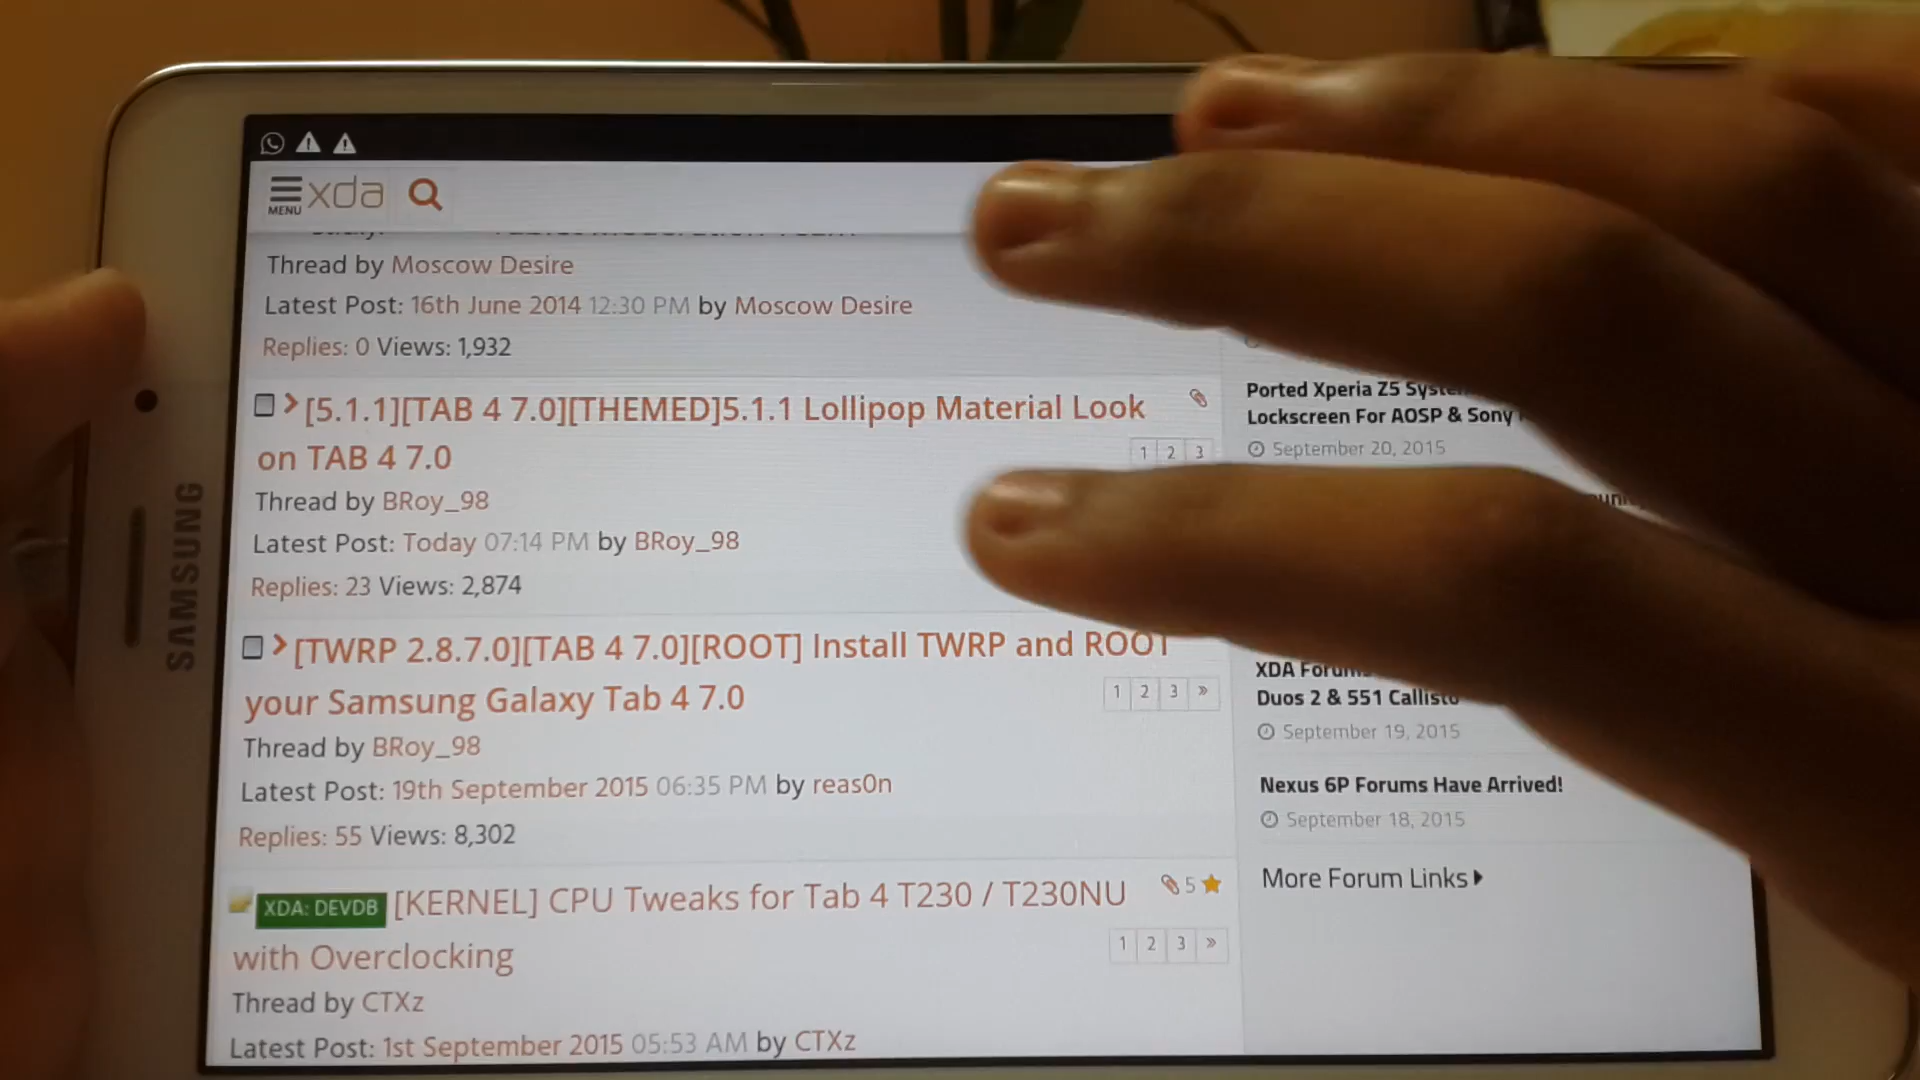 SAMSUNG
MENU xda
Thread by Moscow Desire
Latest Post: 16th June 2014 12:30 PM by Moscow Desire
Replies: 0 Views: 1,932
[5.1.1][TAB 4 7.0][THEMED]5.1.1 Lollipop Material Look
on TAB 4 7.0
1 2 3
Thread by BRoy_98
Latest Post: Today 07:14 PM by BRoy_98
Replies: 23 Views: 2,874
[TWRP 2.8.7.0][TAB 4 7.0][ROOT] Install TWRP and ROOT
your Samsung Galaxy Tab 4 7.0
1 2 3 »
Thread by BRoy_98
Latest Post: 19th September 2015 06:35 PM by reas0n
Replies: 55 Views: 8,302
XDA: DEVDB [KERNEL] CPU Tweaks for Tab 4 T230 / T230NU
5
with Overclocking
1 2 3 »
Thread by CTXz
Latest Post: 1st September 2015 05:53 AM by CTXz
Ported Xperia Z5
Lockscreen For AOSP & Sony
September 20, 2015
XDA
Duos 2 & 551 Callisto
September 19, 2015
Nexus 6P Forums Have Arrived!
September 18, 2015
More Forum Links